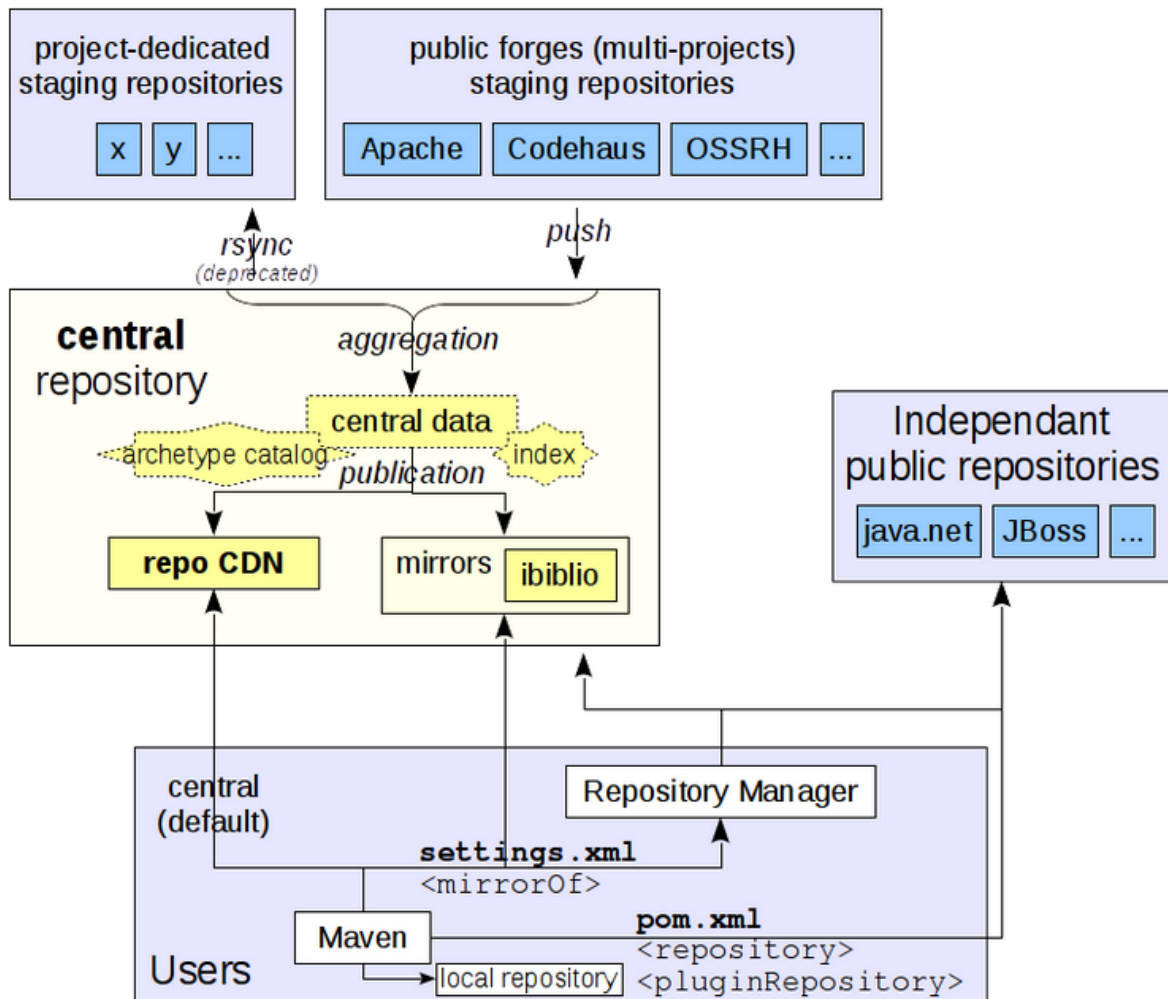 project-dedicated
staging repositories
x y ...
public forges (multi-projects)
staging repositories
Apache Codehaus OSSRH ...
rsync
(deprecated)
push
central
repository
aggregation
central data
archetype catalog
index
publication
repo CDN
mirrors
ibiblio
Independant
public repositories
java.net JBoss ...
central
(default)
Repository Manager
settings.xml
<mirrorOf>
Maven
pom.xml
<repository>
<pluginRepository>
local repository
Users